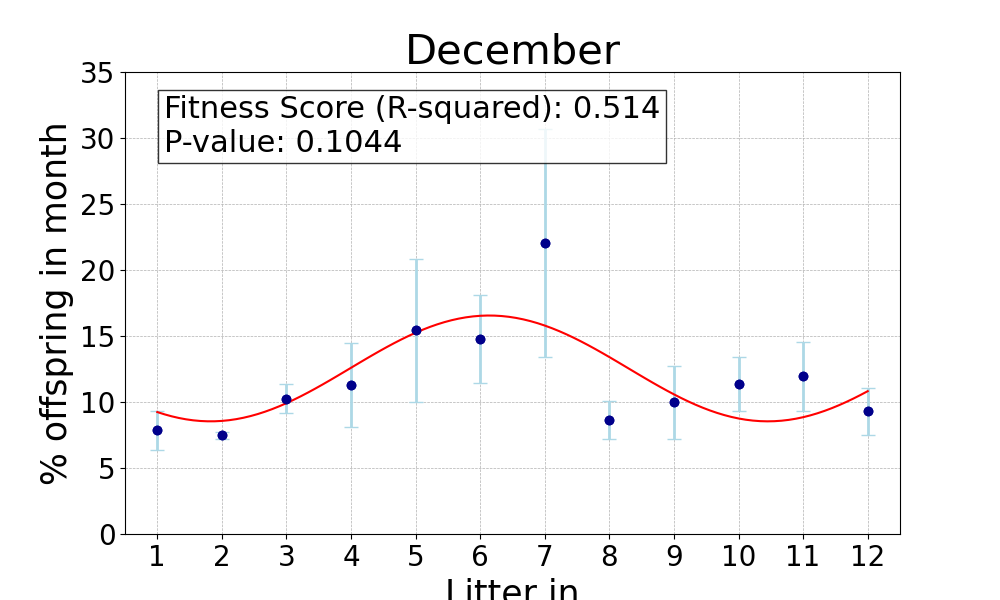 December
Fitness Score (R-squared): 0.514
P-value: 0.1044
% offspring in month
35
30
25
20
15
10
5
0
1 2 3 4 5 6 7 8 9 10 11 12
Litter in